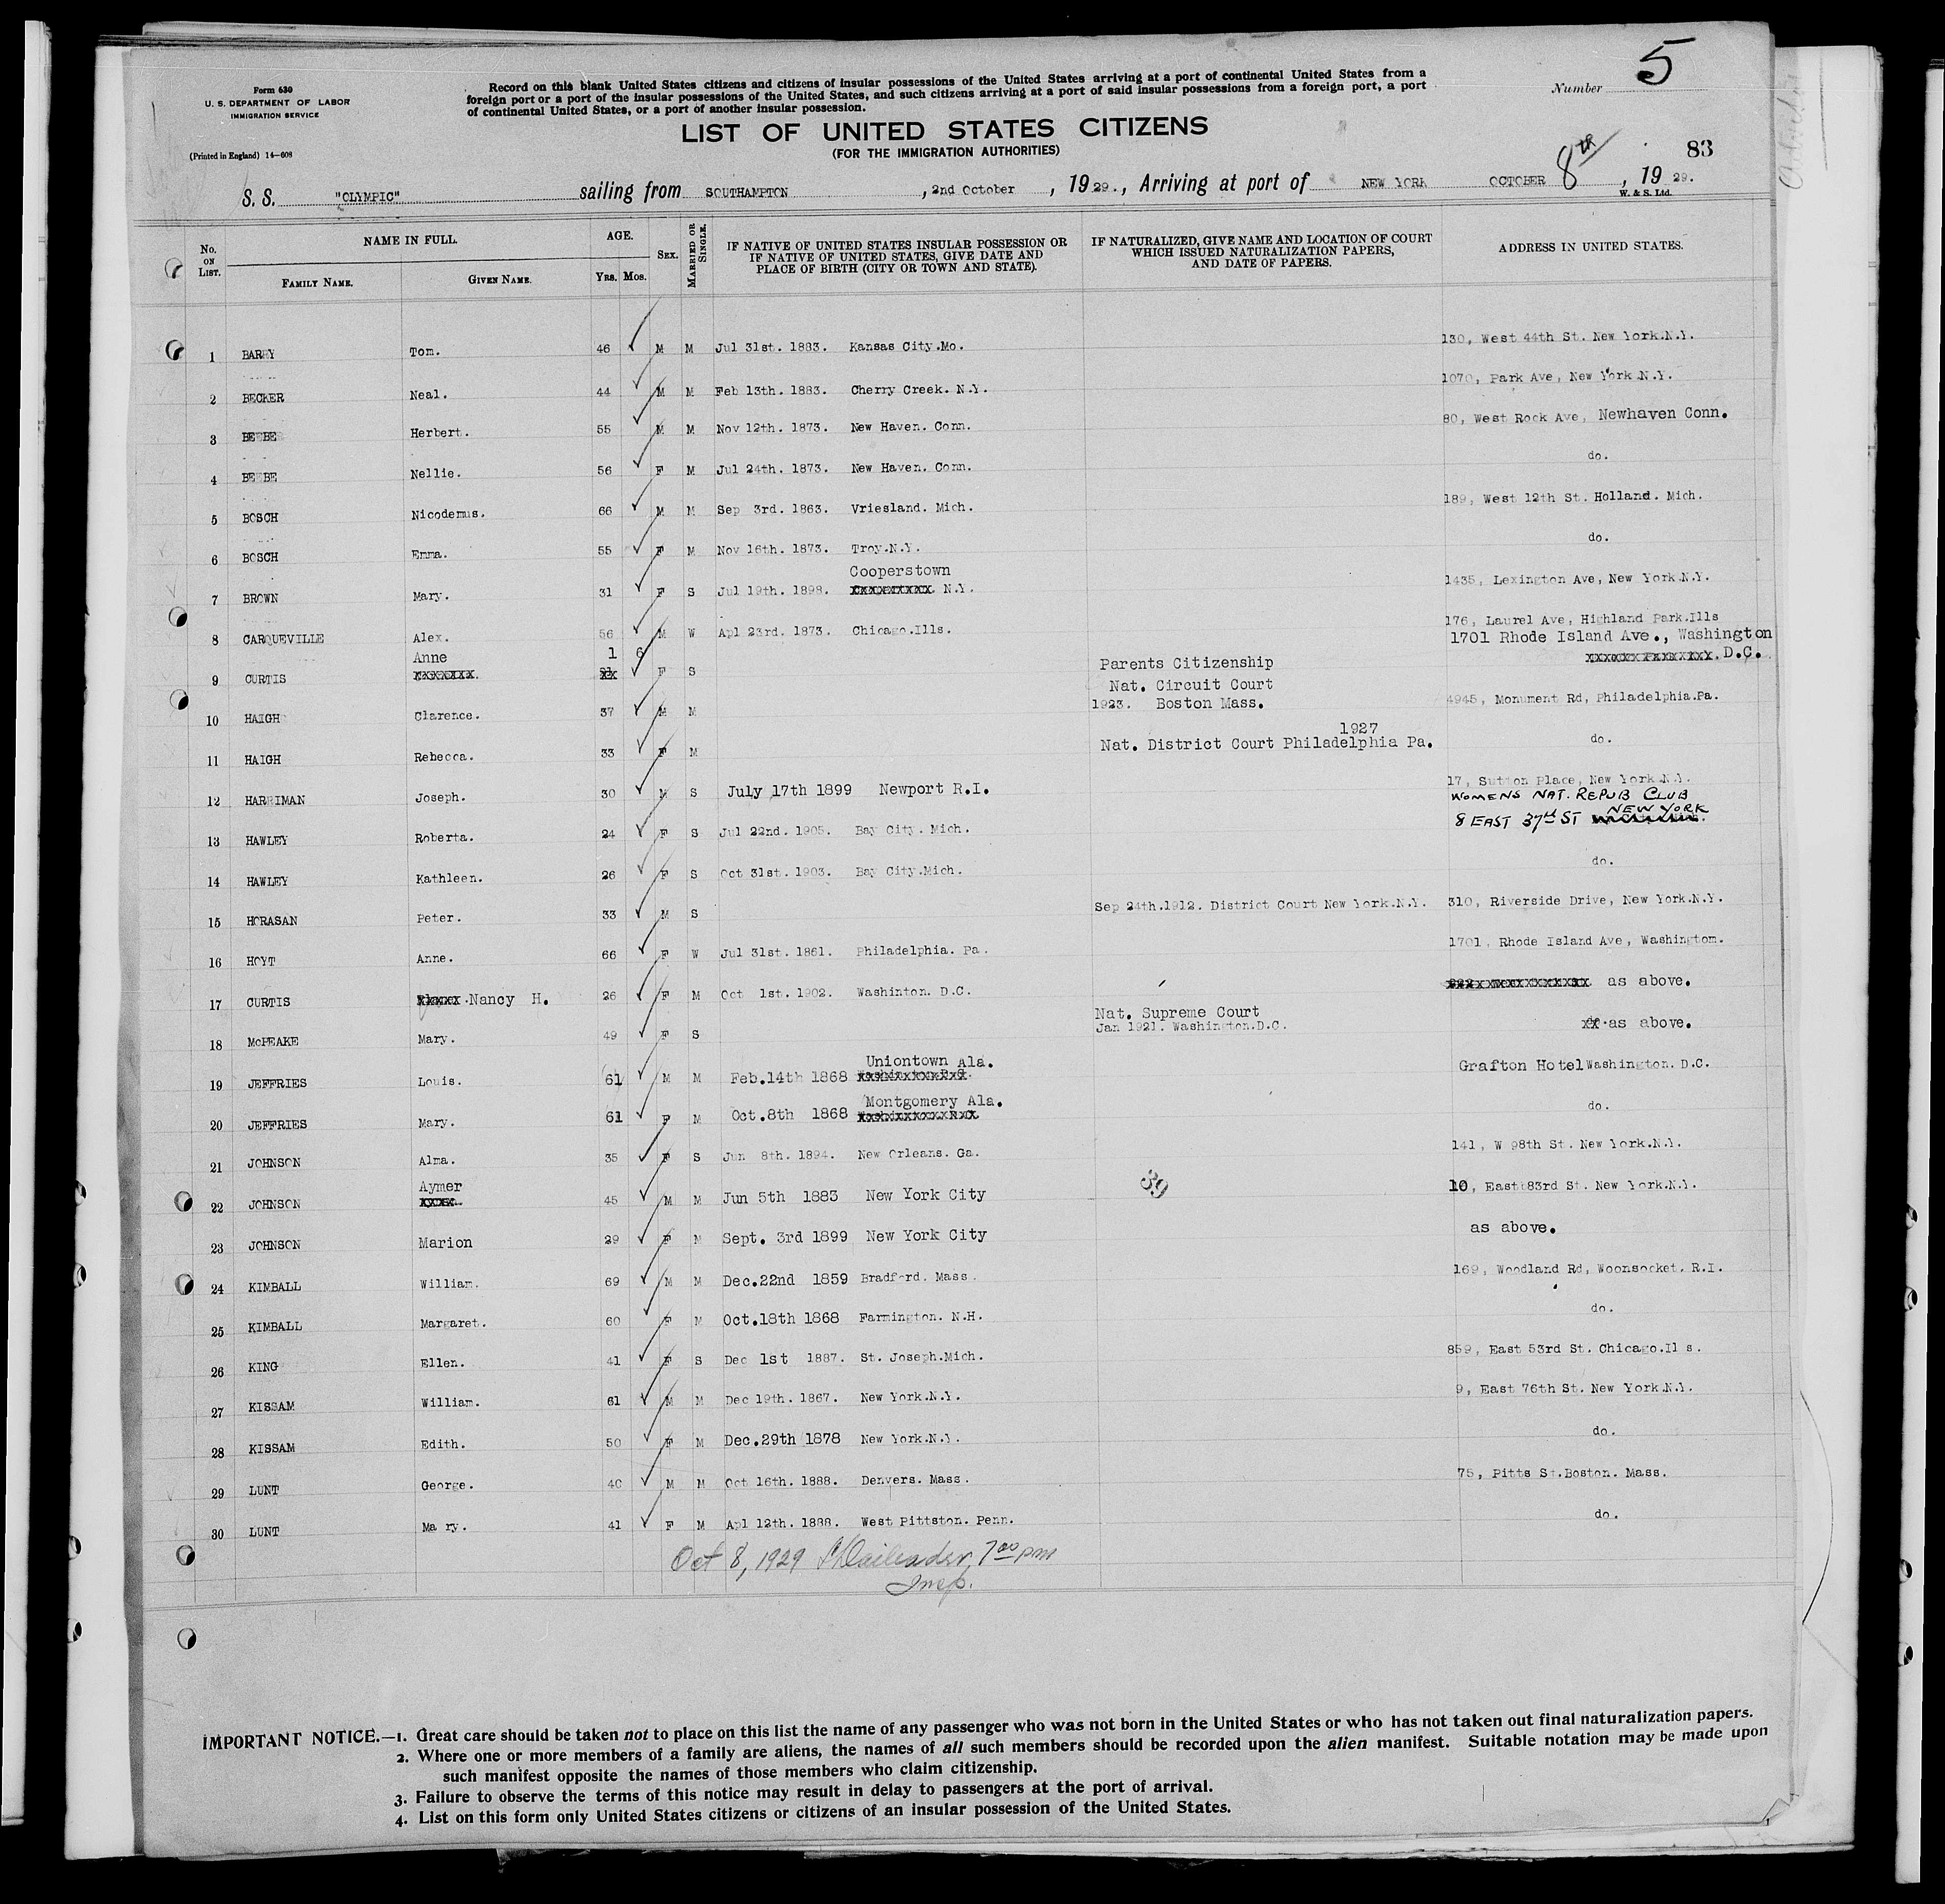 Form 630
U. S. DEPARTMENT OF LABOR
IMMIGRATION SERVICE
(Printed in England) 14—608
Record on this blank United States citizens and citizens of insular possessions of the United States arriving at a port of continental United States from a
foreign port or a port of the insular possessions of the United States, and such citizens arriving at a port of said insular possessions from a foreign port, a port
of continental United States, or a port of another insular possession.
Number 5
LIST OF UNITED STATES CITIZENS
(FOR THE IMMIGRATION AUTHORITIES)
83
S. S. "OLYMPIC" sailing from SOUTHAMPTON , 2nd October , 19 29. , Arriving at port of NEW YORK OCTOBER 8th , 19 29.
W. & S. Ltd.
No. ON LIST. NAME IN FULL. FAMILY NAME. GIVEN NAME. AGE. YRS. MOS. SEX. MARRIED OR SINGLE. IF NATIVE OF UNITED STATES INSULAR POSSESSION OR IF NATIVE OF UNITED STATES, GIVE DATE AND PLACE OF BIRTH (CITY OR TOWN AND STATE). IF NATURALIZED, GIVE NAME AND LOCATION OF COURT WHICH ISSUED NATURALIZATION PAPERS, AND DATE OF PAPERS. ADDRESS IN UNITED STATES.
1 BARRY Tom. 46 M M Jul 31st. 1883. Kansas City.Mo. 130, West 44th St. New York.N.Y.
2 BECKER Neal. 44 M M Feb 13th. 1883. Cherry Creek. N.Y. 1070, Park Ave, New York.N.Y.
3 BEEBE Herbert. 55 M M Nov 12th. 1873. New Haven. Conn. 80, West Rock Ave, Newhaven Conn.
4 BEEBE Nellie. 56 F M Jul 24th. 1873. New Haven. Conn. do.
5 BOSCH Nicodemus. 66 M M Sep 3rd. 1863. Vriesland. Mich. 189, West 12th St. Holland. Mich.
6 BOSCH Emma. 55 F M Nov 16th. 1873. Troy.N.Y. do.
7 BROWN Mary. 31 F S Jul 19th. 1898. Cooperstown N.Y. 1435, Lexington Ave, New York.N.Y.
8 CARQUEVILLE Alex. 56 M W Apl 23rd. 1873. Chicago.Ills. 176, Laurel Ave, Highland Park.Ills
9 CURTIS Anne 1 6 F S Parents Citizenship 1701 Rhode Island Ave., Washington D.C.
10 HAIGH Clarence. 37 M M Nat. Circuit Court 1923. Boston Mass. 4945, Monument Rd, Philadelphia.Pa.
11 HAIGH Rebecca. 33 F M Nat. District Court Philadelphia Pa. 1927 do.
12 HARRIMAN Joseph. 30 M S July 17th 1899 Newport R.I. 17, Sutton Place, New York.N.Y.
13 HAWLEY Roberta. 24 F S Jul 22nd. 1905. Bay City. Mich. WOMENS NAT. REPUB CLUB 8 EAST 37th ST NEW YORK
14 HAWLEY Kathleen. 26 F S Oct 31st. 1903. Bay City.Mich. do.
15 HORASAN Peter. 33 M S Sep 24th.1912. District Court New York.N.Y. 310, Riverside Drive, New York.N.Y.
16 HOYT Anne. 66 F W Jul 31st. 1861. Philadelphia. Pa. 1701, Rhode Island Ave, Washington.
17 CURTIS Nancy H. 26 F M Oct 1st. 1902. Washinton. D.C. as above.
18 McPEAKE Mary. 49 F S Nat. Supreme Court Jan 1921. Washington.D.C. as above.
19 JEFFRIES Louis. 61 M M Feb.14th 1868 Uniontown Ala. Grafton Hotel Washington. D.C.
20 JEFFRIES Mary. 61 F M Oct.8th 1868 Montgomery Ala. do.
21 JOHNSON Alma. 35 F S Jun 8th. 1894. New Orleans. Ga. 141, W 98th St. New York.N.Y.
22 JOHNSON Aymer 45 M M Jun 5th 1883 New York City 39 10, East 83rd St. New York.N.Y.
23 JOHNSON Marion 29 F M Sept. 3rd 1899 New York City as above.
24 KIMBALL William. 69 M M Dec.22nd 1859 Bradford. Mass. 169, Woodland Rd, Woonsocket. R.I.
25 KIMBALL Margaret. 60 F M Oct.18th 1868 Farmington. N.H. do.
26 KING Ellen. 41 F S Dec 1st 1887. St. Joseph.Mich. 859, East 53rd St. Chicago.Il s.
27 KISSAM William. 61 M M Dec 19th. 1867. New York.N.Y. 9, East 76th St. New York.N.Y.
28 KISSAM Edith. 50 F M Dec.29th 1878 New York.N.Y. do.
29 LUNT George. 40 M M Oct 16th. 1888. Denvers. Mass. 75, Pitts St.Boston. Mass.
30 LUNT Ma ry. 41 F M Apl 12th. 1888. West Pittston. Penn. do.
Oct 8, 1929 7 00 pm
Insp.
IMPORTANT NOTICE.—1. Great care should be taken not to place on this list the name of any passenger who was not born in the United States or who has not taken out final naturalization papers.
2. Where one or more members of a family are aliens, the names of all such members should be recorded upon the alien manifest. Suitable notation may be made upon
such manifest opposite the names of those members who claim citizenship.
3. Failure to observe the terms of this notice may result in delay to passengers at the port of arrival.
4. List on this form only United States citizens or citizens of an insular possession of the United States.